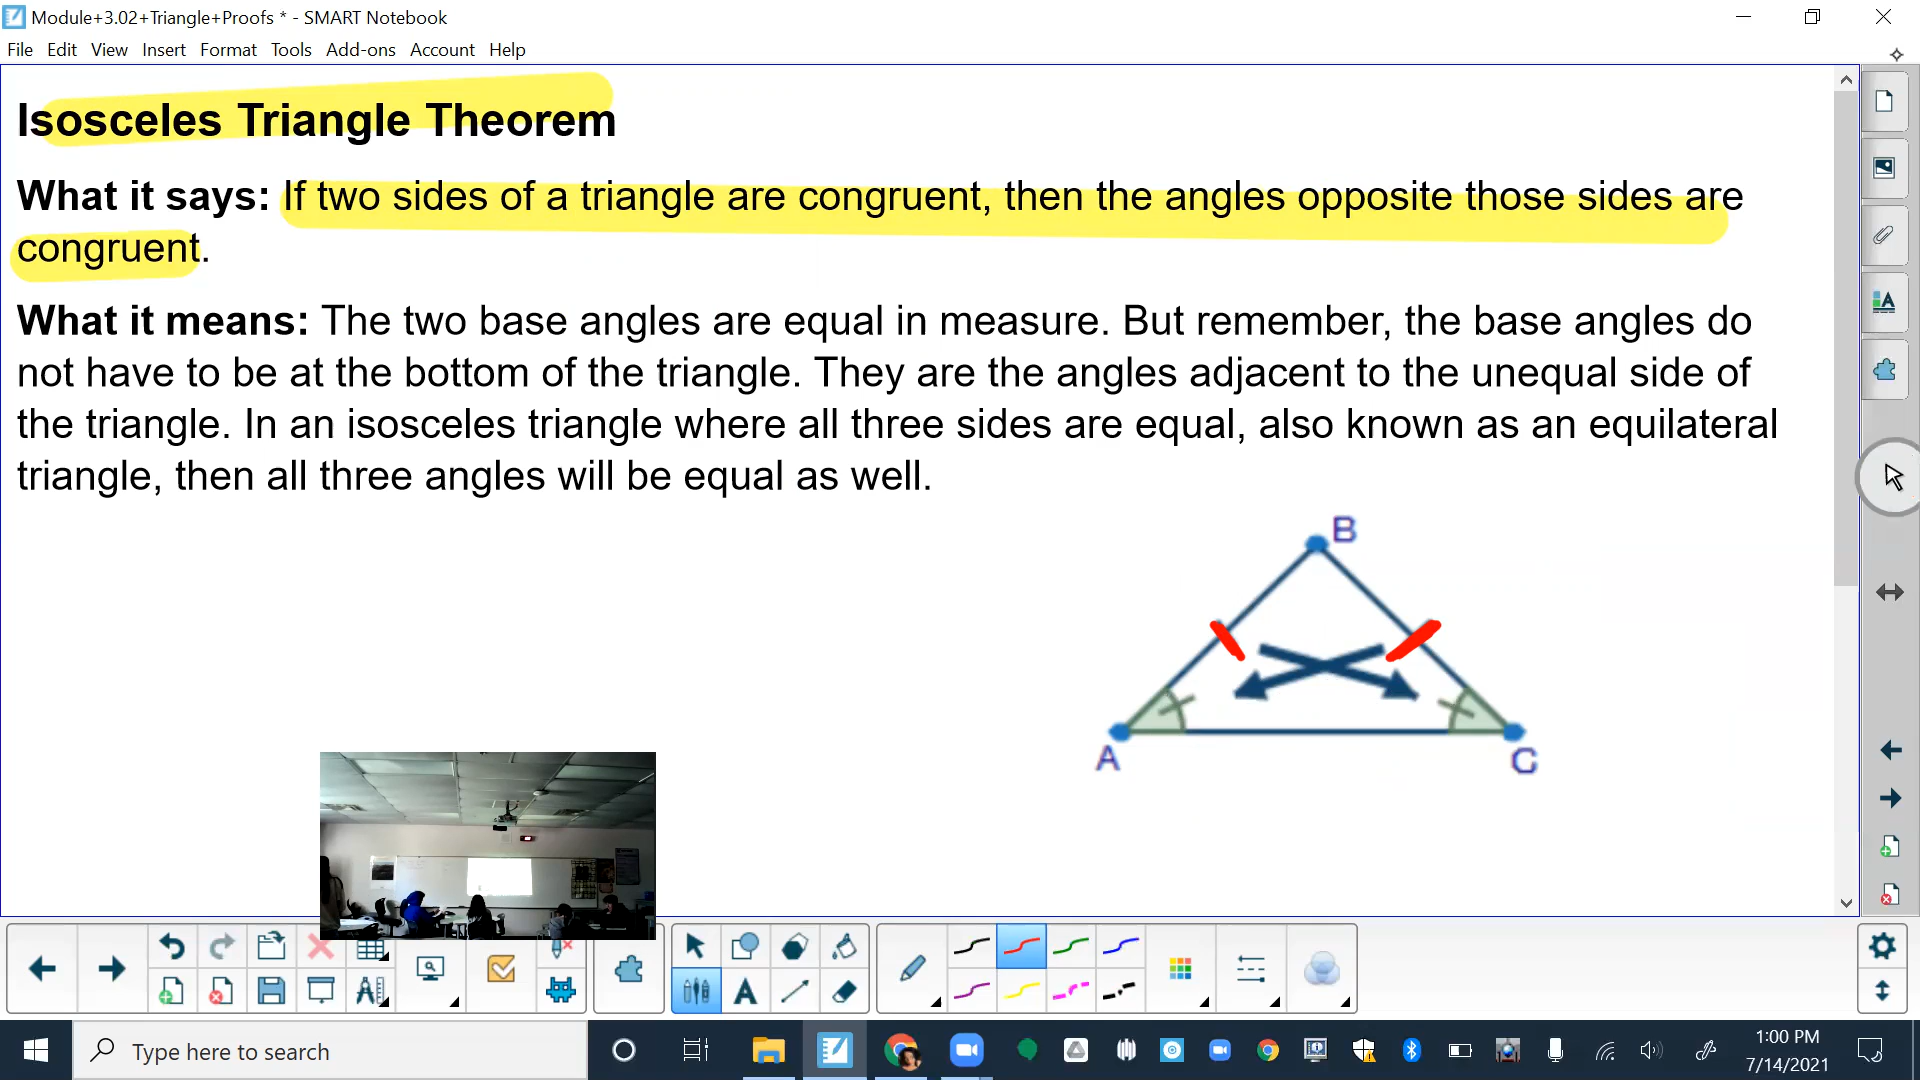 Module+3.02+Triangle+Proofs * - SMART Notebook
File Edit View Insert Format Tools Add-ons Account Help
Isosceles Triangle Theorem
What it says: If two sides of a triangle are congruent, then the angles opposite those sides are
congruent.
What it means: The two base angles are equal in measure. But remember, the base angles do
not have to be at the bottom of the triangle. They are the angles adjacent to the unequal side of
the triangle. In an isosceles triangle where all three sides are equal, also known as an equilateral
triangle, then all three angles will be equal as well.
B
A
C
Type here to search
1:00 PM
7/14/2021